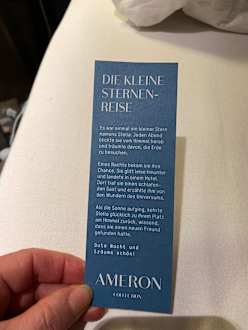 DIE KLEINE
STERNEN-
REISE
Es war einmal ein kleiner Stern
namens Stella. Jeden Abend
blickte sie vom Himmel herab
und träumte davon, die Erde
zu besuchen.
Eines Nachts bekam sie ihre
Chance. Sie glitt leise hinunter
und landete in einem Hotel.
Dort traf sie einen schlafen-
den Gast und erzählte ihm von
den Wundern des Universums.
Als die Sonne aufging, kehrte
Stella glücklich zu ihrem Platz
am Himmel zurück, wissend,
dass sie einen neuen Freund
gefunden hatte.
Gute Nacht und
träume schön!
AMERON
COLLECTION